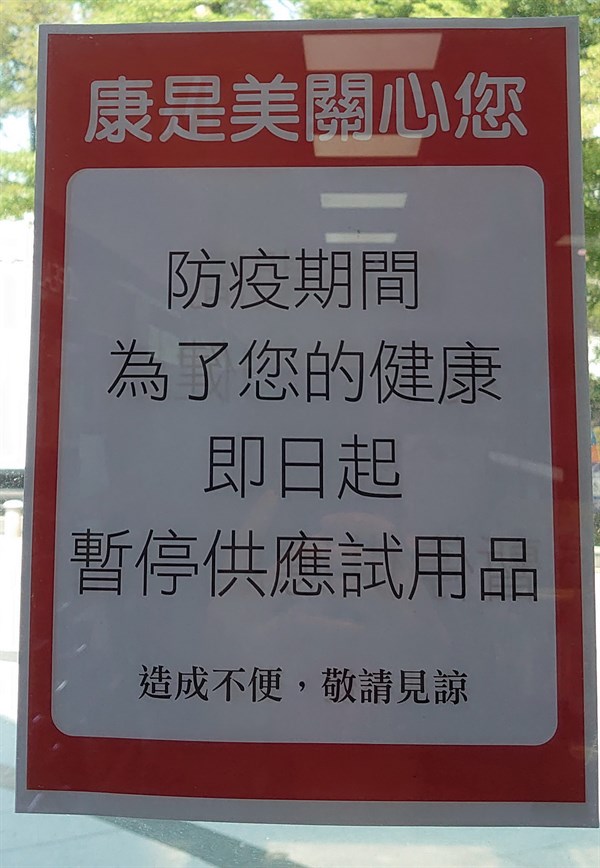 康是美關心您
防疫期間
為了您的健康
即日起
暫停供應試用品
造成不便，敬請見諒